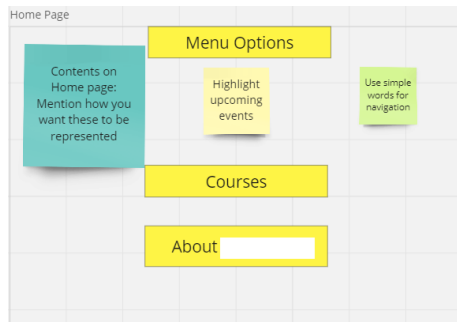 Home Page
Menu Options
Contents on
Home page:
Mention how you
want these to be
represented
Highlight
upcoming
events
Use simple
words for
navigation
Courses
About